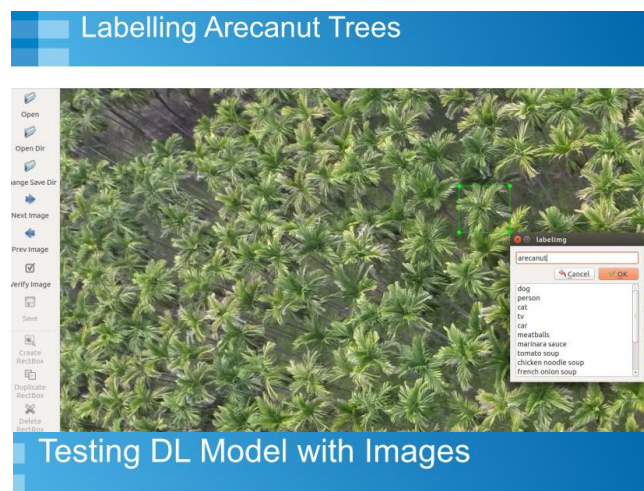 Labelling Arecanut Trees
Open
Open Dir
ange Save Dir
Next Image
Prev Image
Verify Image
Save
Create
RectBox
Duplicate
RectBox
Delete
RectBox
labelImg
arecanut
Cancel
OK
dog
person
cat
tv
car
meatballs
marinara sauce
tomato soup
chicken noodle soup
french onion soup
Testing DL Model with Images